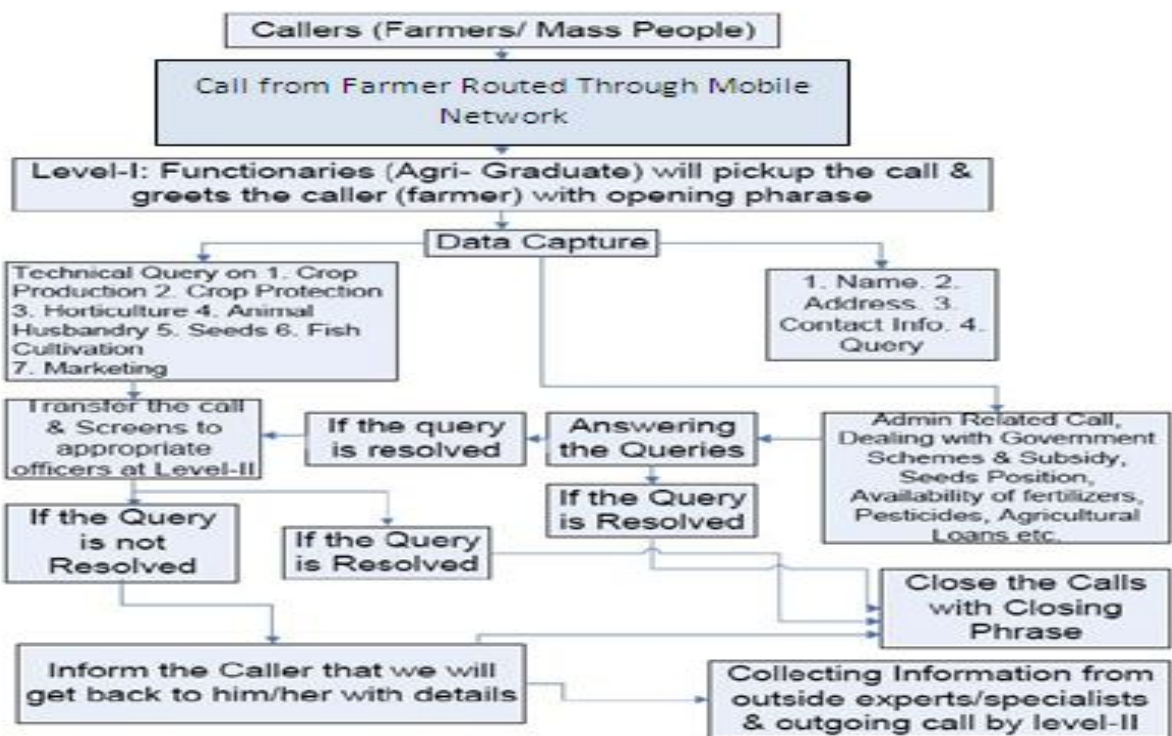 Callers (Farmers/ Mass People)
Call from Farmer Routed Through Mobile
Network
Level-I: Functionaries (Agri- Graduate) will pickup the call &
greets the caller (farmer) with opening pharase
Data Capture
Technical Query on 1. Crop
Production 2. Crop Protection
3. Horticulture 4. Animal
Husbandry 5. Seeds 6. Fish
Cultivation
7. Marketing
1. Name. 2.
Address. 3.
Contact Info. 4.
Query
Transfer the call
& Screens to
appropriate
officers at Level-II
If the query
is resolved
Answering
the Queries
Admin Related Call,
Dealing with Government
Schemes & Subsidy,
Seeds Position,
Availability of fertilizers,
Pesticides, Agricultural
Loans etc.
If the Query
is not
Resolved
If the Query
is Resolved
If the Query
is Resolved
Close the Calls
with Closing
Phrase
Inform the Caller that we will
get back to him/her with details
Collecting Information from
outside experts/specialists
& outgoing call by level-II